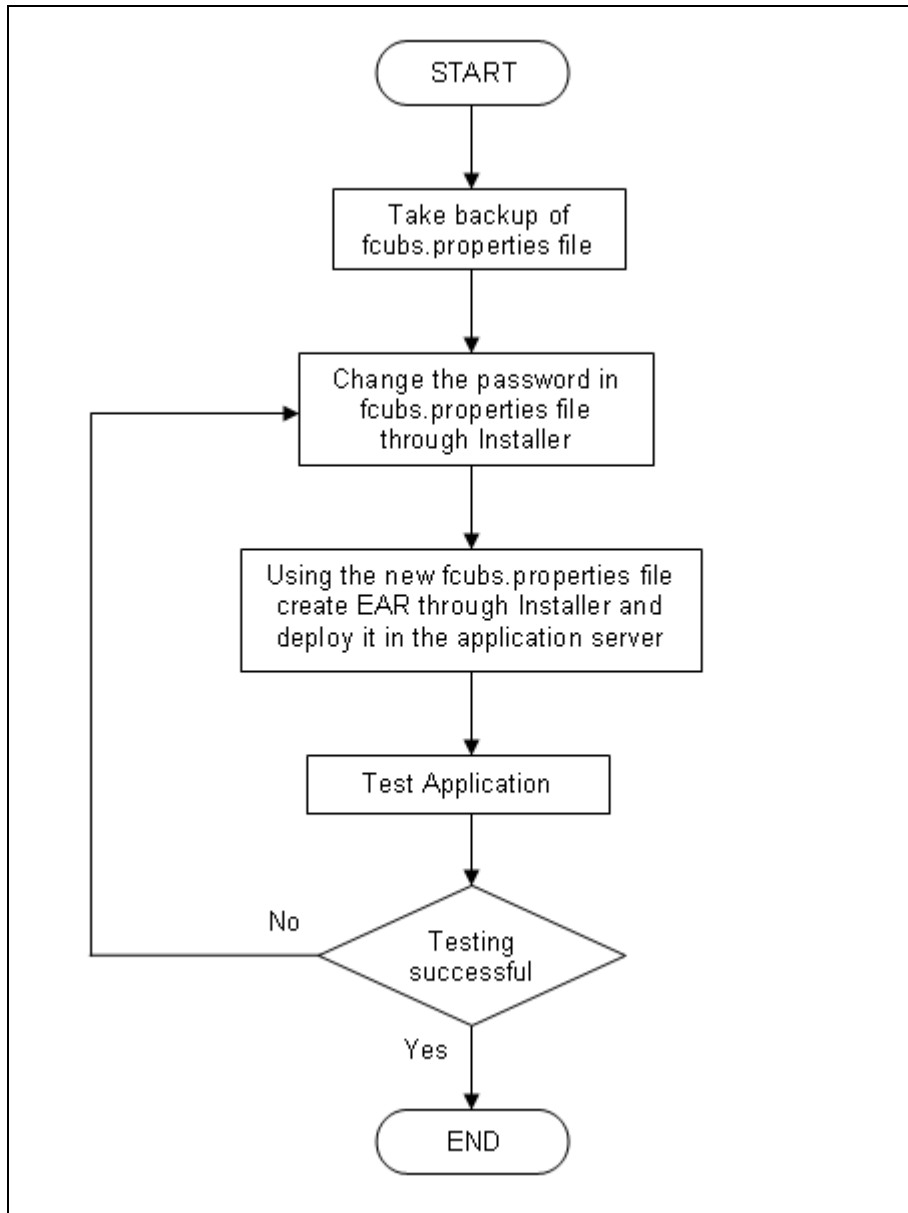 START
Take backup of
fcubs.properties file
Change the password in
fcubs.properties file
through Installer
Using the new fcubs.properties file
create EAR through Installer and
deploy it in the application server
Test Application
No
Testing
successful
Yes
END